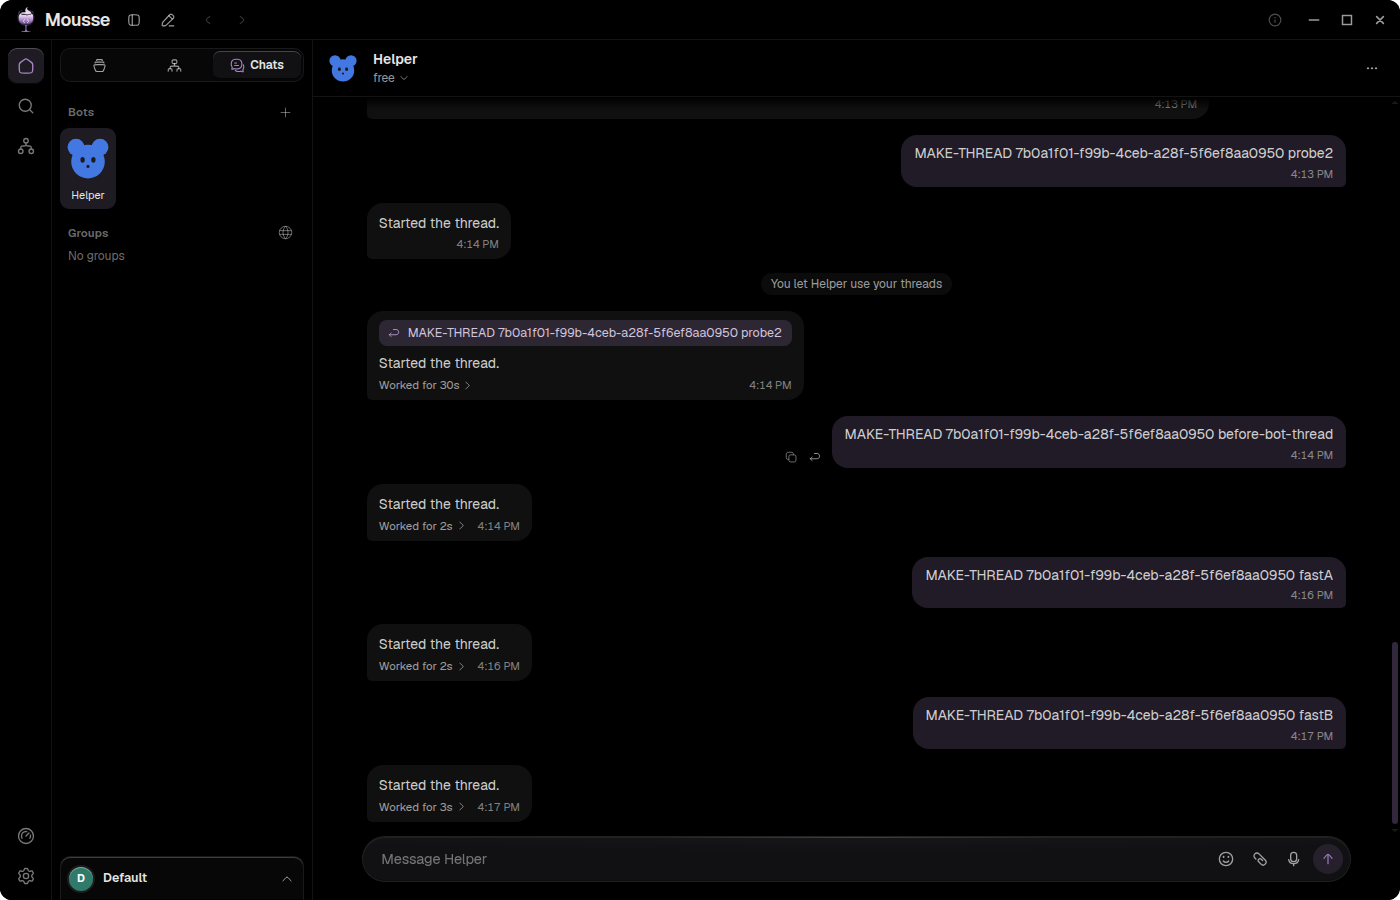 Mousse
Chats
Bots
Helper
Groups
No groups
D
Default
Helper
free
4:13 PM
MAKE-THREAD 7b0a1f01-f99b-4ceb-a28f-5f6ef8aa0950 probe2
4:13 PM
Started the thread.
4:14 PM
You let Helper use your threads
MAKE-THREAD 7b0a1f01-f99b-4ceb-a28f-5f6ef8aa0950 probe2
Started the thread.
Worked for 30s
4:14 PM
MAKE-THREAD 7b0a1f01-f99b-4ceb-a28f-5f6ef8aa0950 before-bot-thread
4:14 PM
Started the thread.
Worked for 2s
4:14 PM
MAKE-THREAD 7b0a1f01-f99b-4ceb-a28f-5f6ef8aa0950 fastA
4:16 PM
Started the thread.
Worked for 2s
4:16 PM
MAKE-THREAD 7b0a1f01-f99b-4ceb-a28f-5f6ef8aa0950 fastB
4:17 PM
Started the thread.
Worked for 3s
4:17 PM
Message Helper